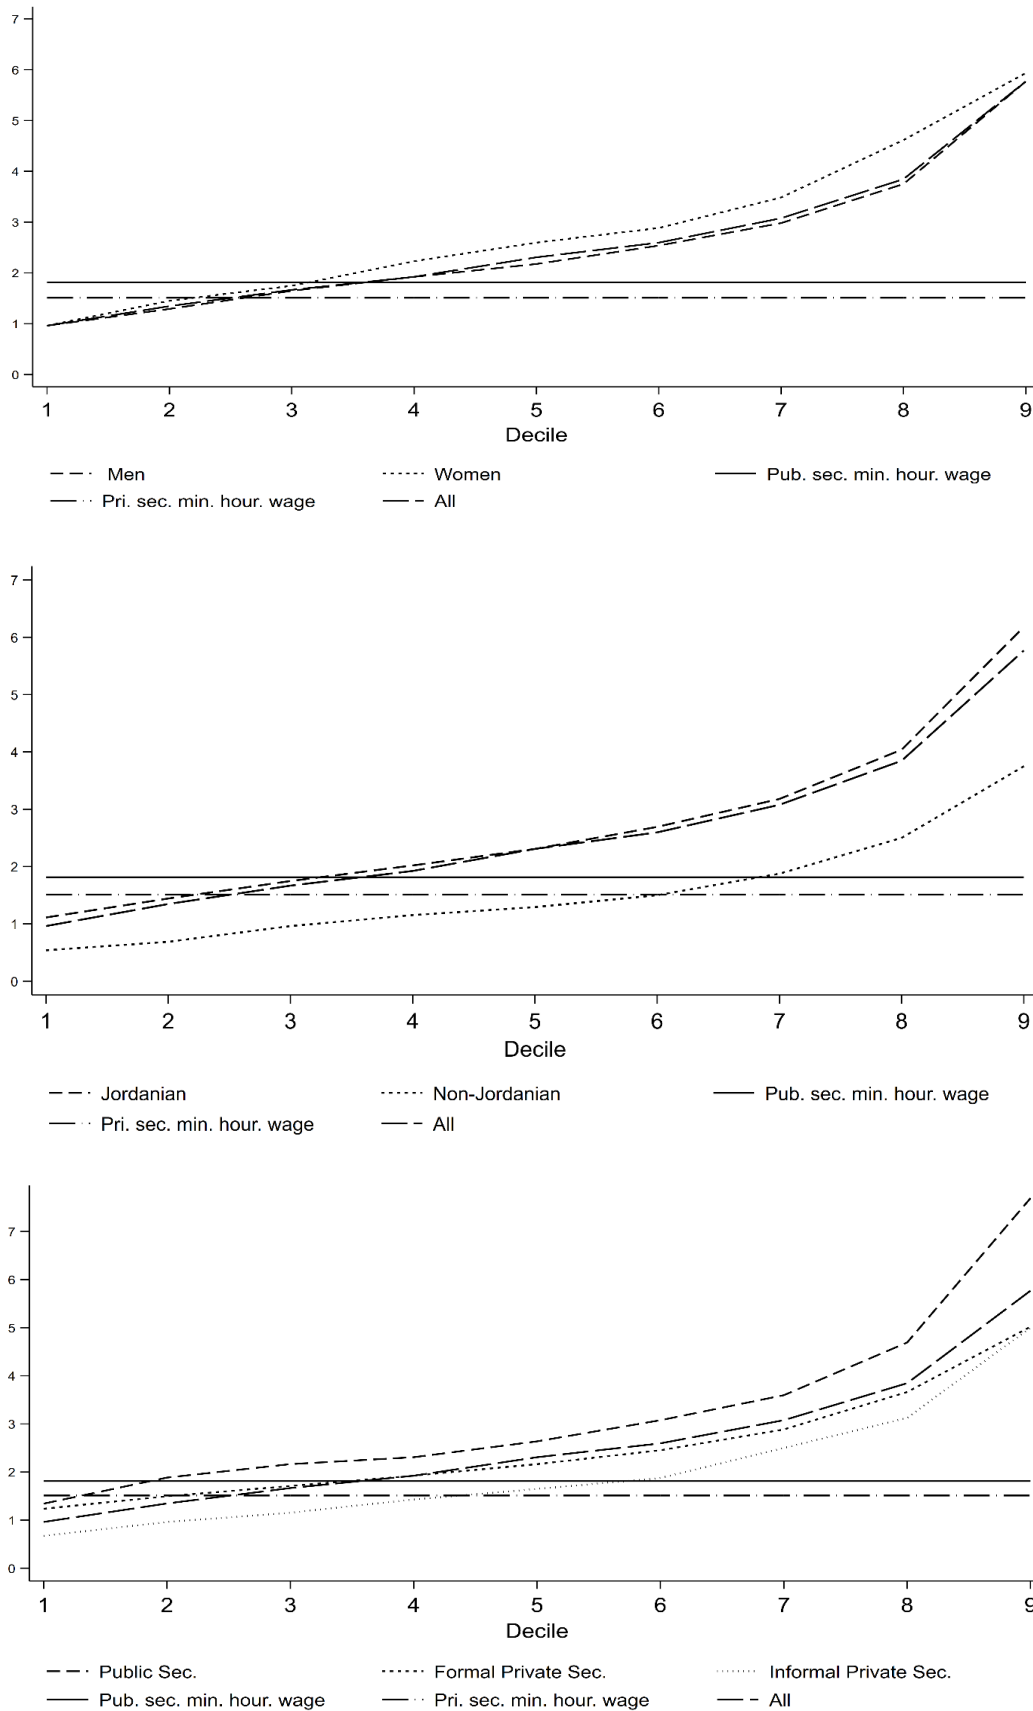 7
6
5
4
3
2
1
0
1 2 3 4 5 6 7 8 9
Decile
Men Women Pub. sec. min. hour. wage
Pri. sec. min. hour. wage All
7
6
5
4
3
2
1
0
1 2 3 4 5 6 7 8 9
Decile
Jordanian Non-Jordanian Pub. sec. min. hour. wage
Pri. sec. min. hour. wage All
7
6
5
4
3
2
1
0
1 2 3 4 5 6 7 8 9
Decile
Public Sec. Formal Private Sec. Informal Private Sec.
Pub. sec. min. hour. wage Pri. sec. min. hour. wage All